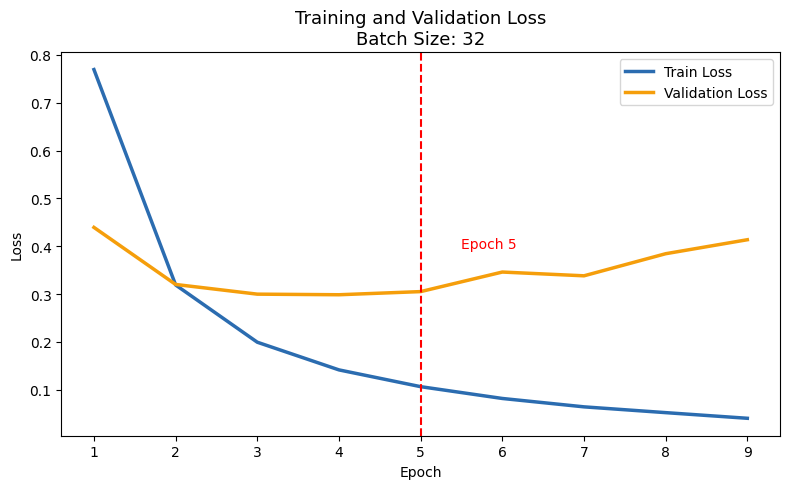 Training and Validation Loss
Batch Size: 32
Train Loss
Validation Loss
Epoch 5
Loss
0.8
0.7
0.6
0.5
0.4
0.3
0.2
0.1
1 2 3 4 5 6 7 8 9
Epoch